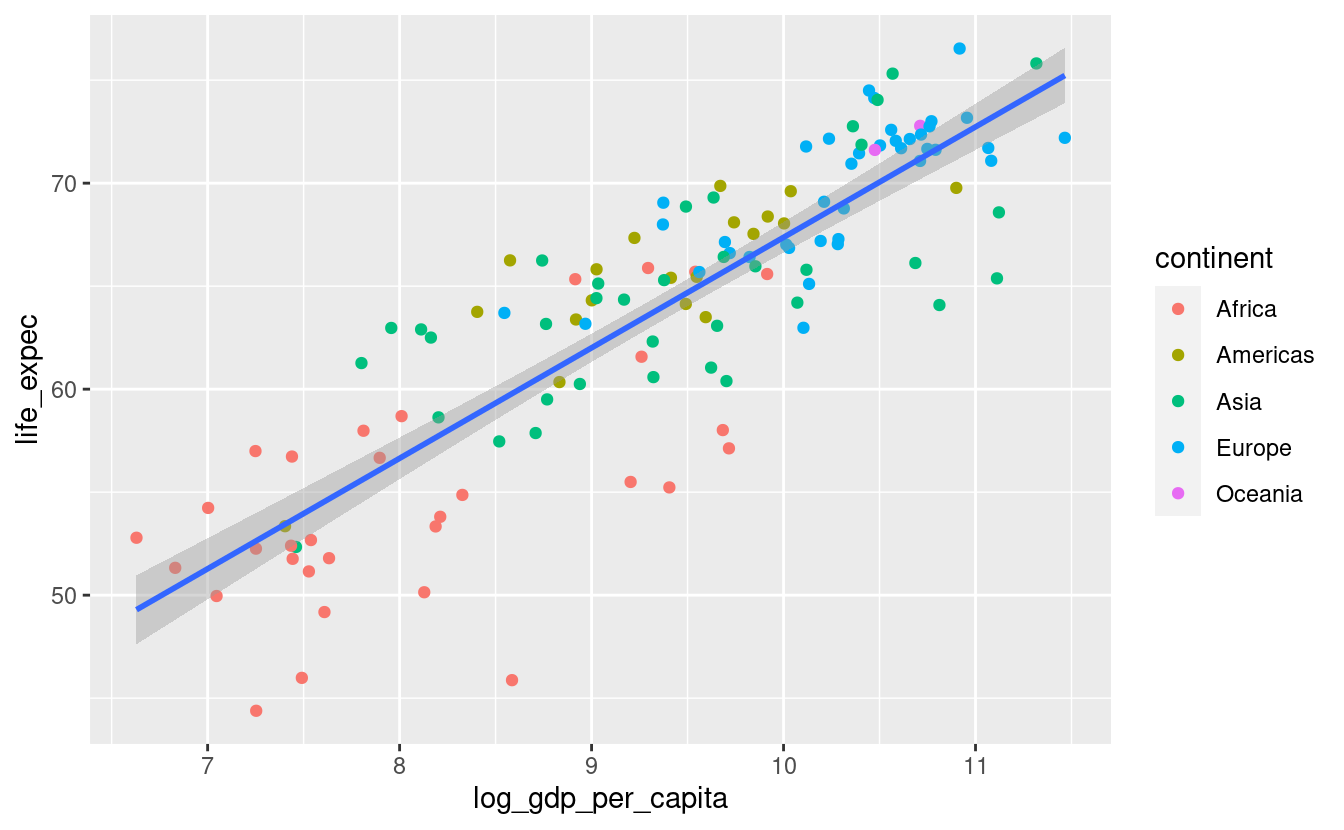 70
60
50
life_expec
7
8
9
10
11
log_gdp_per_capita
continent
Africa
Americas
Asia
Europe
Oceania